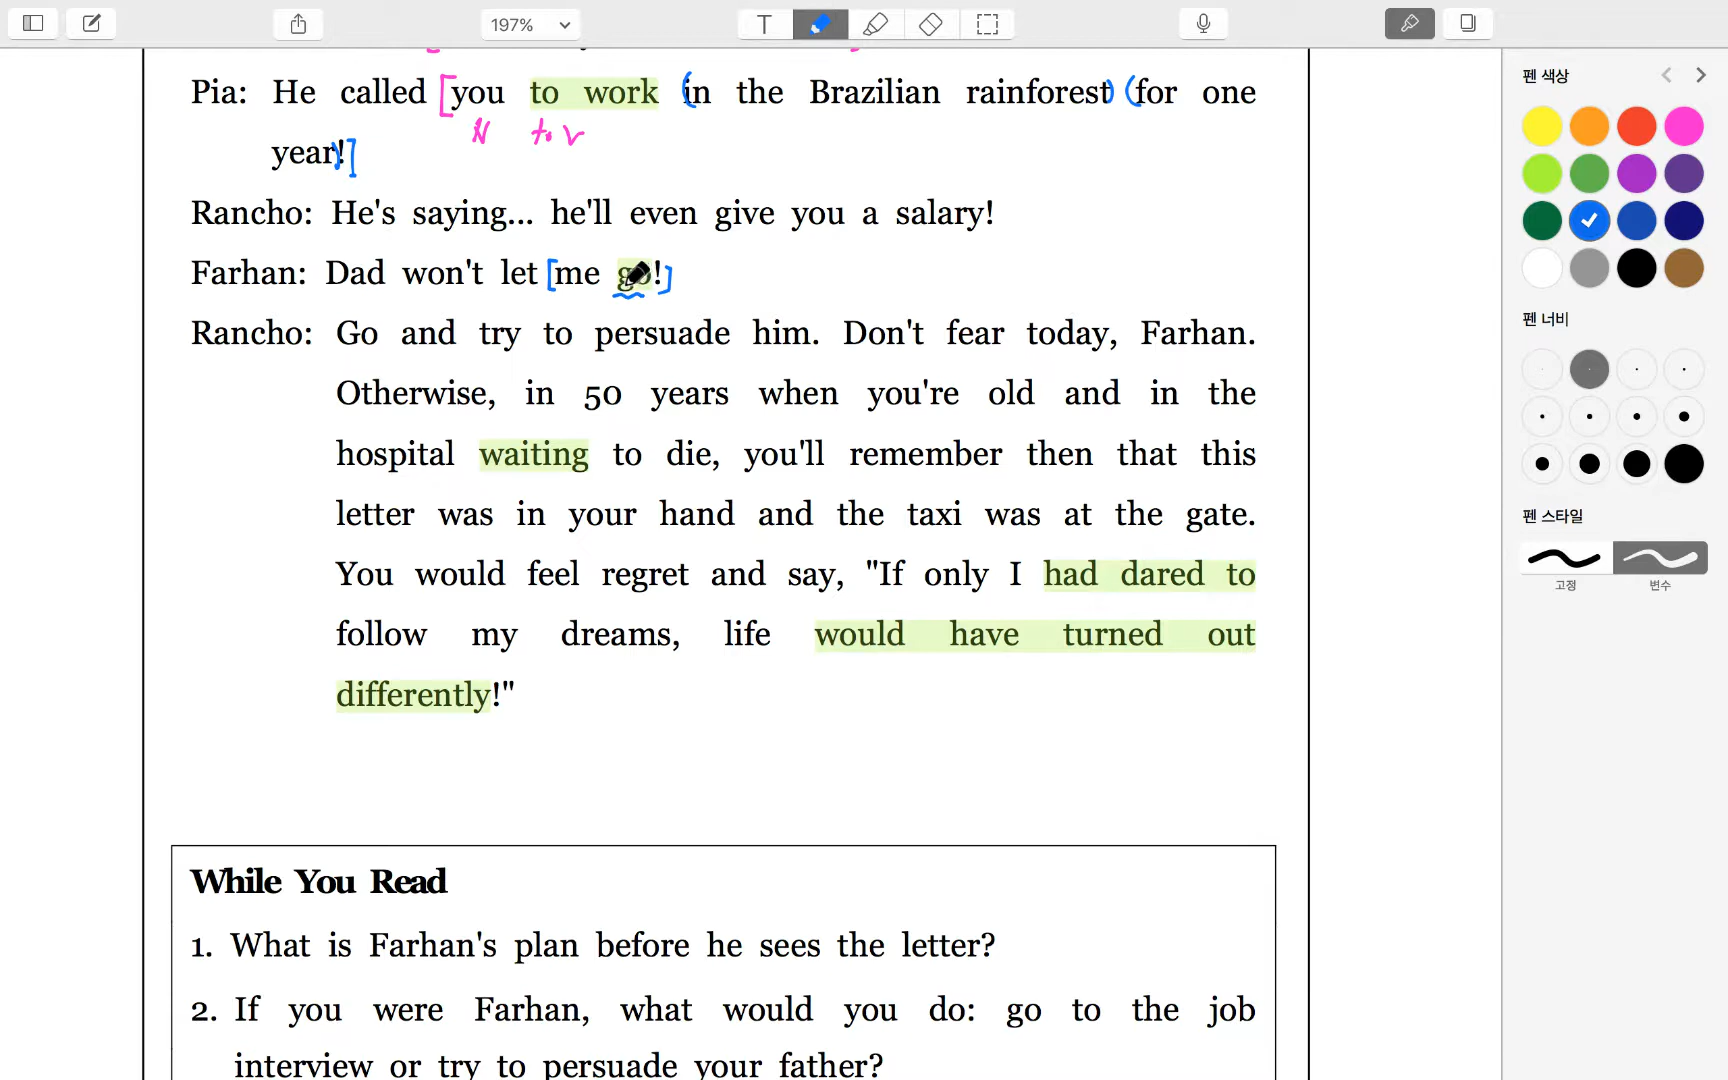 197%
T
펜 색상
Pia: He called [you to work (in the Brazilian rainforest) (for one
N to v
year!)]
Rancho: He's saying... he'll even give you a salary!
Farhan: Dad won't let [me go!]
Rancho: Go and try to persuade him. Don't fear today, Farhan.
Otherwise, in 50 years when you're old and in the
hospital waiting to die, you'll remember then that this
letter was in your hand and the taxi was at the gate.
You would feel regret and say, "If only I had dared to
follow my dreams, life would have turned out
differently!"
While You Read
1. What is Farhan's plan before he sees the letter?
2. If you were Farhan, what would you do: go to the job
interview or try to persuade your father?
펜 너비
펜 스타일
고정
변수